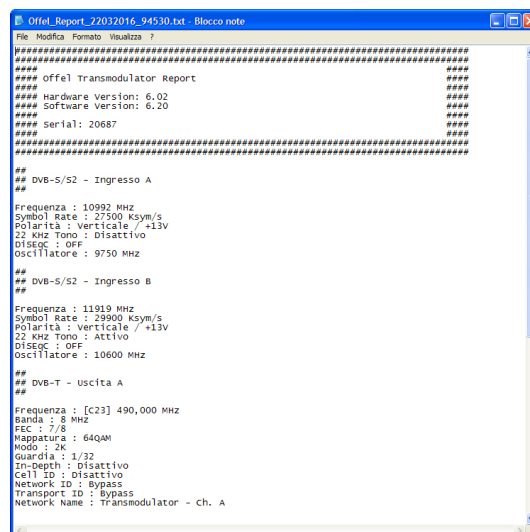 Offel_Report_22032016_94530.txt - Blocco note
File Modifica Formato Visualizza ?
##########################################################################
##########################################################################
#### ####
#### Offel Transmodulator Report ####
#### ####
#### Hardware Version: 6.02 ####
#### Software Version: 6.20 ####
#### ####
#### Serial: 20687 ####
#### ####
##########################################################################
##########################################################################
##
## DVB-S/S2 - Ingresso A
##
Frequenza : 10992 MHz
Symbol Rate : 27500 Ksym/s
Polarità : Verticale / +13V
22 KHz Tono : Disattivo
DiSEqC : OFF
Oscillatore : 9750 MHz
##
## DVB-S/S2 - Ingresso B
##
Frequenza : 11919 MHz
Symbol Rate : 29900 Ksym/s
Polarità : Verticale / +13V
22 KHz Tono : Attivo
DiSEqC : OFF
Oscillatore : 10600 MHz
##
## DVB-T - Uscita A
##
Frequenza : [C23] 490,000 MHz
Banda : 8 MHz
FEC : 7/8
Mappatura : 64QAM
Modo : 2K
Guardia : 1/32
In-Depth : Disattivo
Cell ID : Disattivo
Network ID : Bypass
Transport ID : Bypass
Network Name : Transmodulator - Ch. A